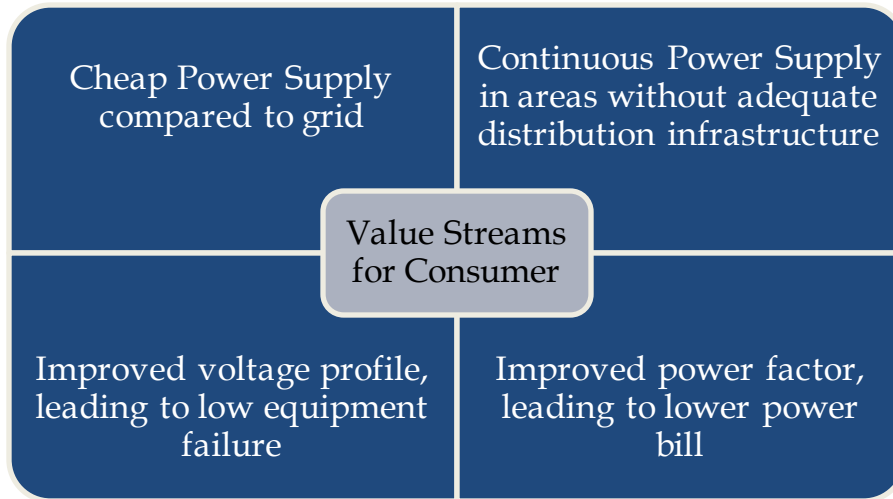 Cheap Power Supply
compared to grid
Continuous Power Supply
in areas without adequate
distribution infrastructure
Value Streams
for Consumer
Improved voltage profile,
leading to low equipment
failure
Improved power factor,
leading to lower power
bill